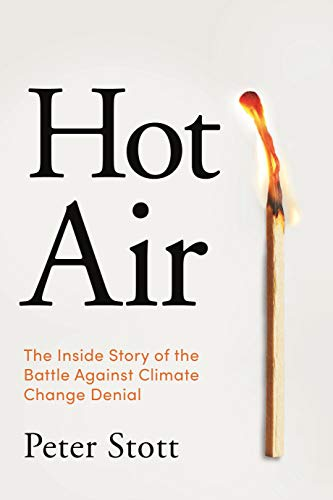 Hot
Air
The Inside Story of the
Battle Against Climate
Change Denial
Peter Stott